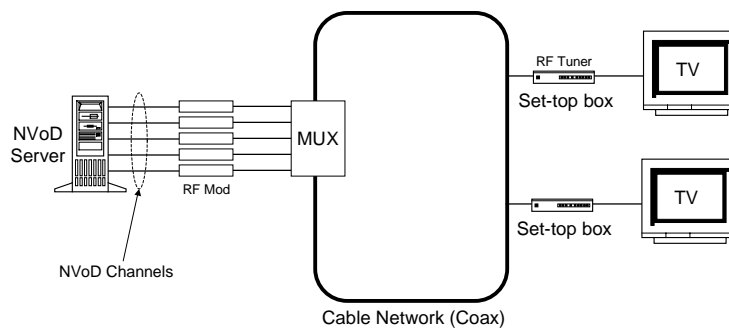 NVoD
Server
RF Mod
NVoD Channels
MUX
Cable Network (Coax)
RF Tuner
Set-top box
TV
Set-top box
TV